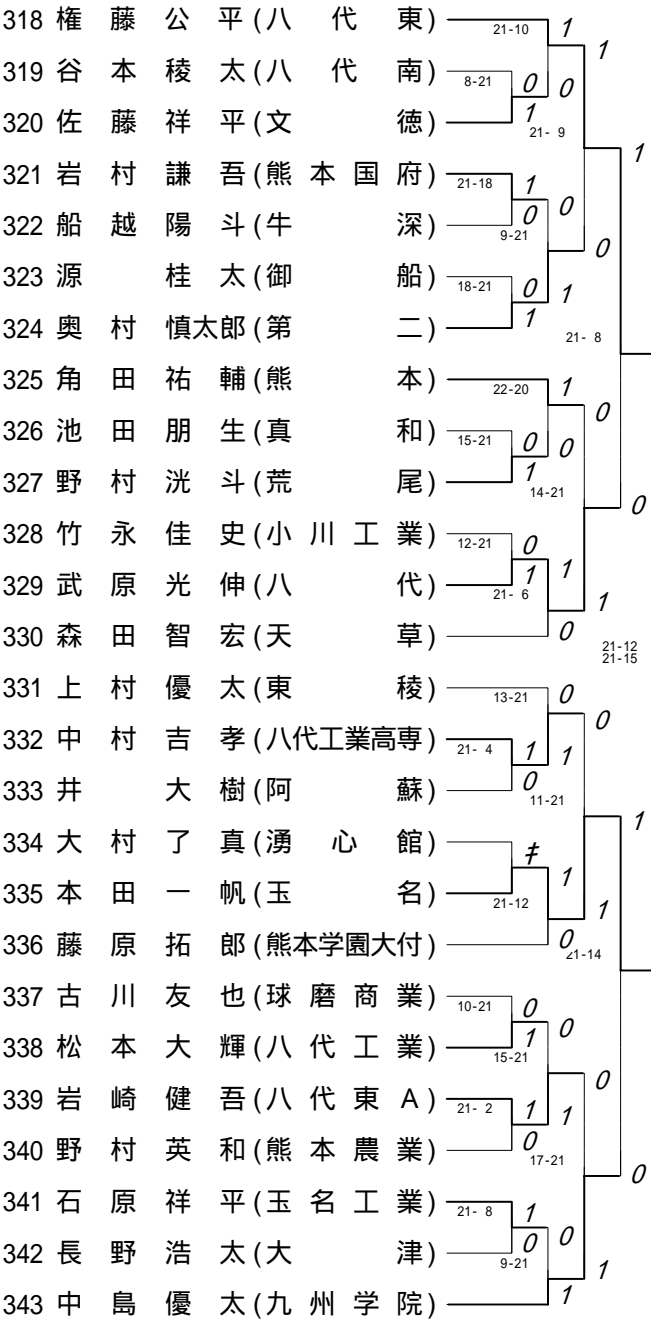 318 権藤公平(八代東) 21-10 1 1
319 谷本稜太(八代南) 8-21 0 0
320 佐藤祥平(文徳) 1 21- 9 1
321 岩村謙吾(熊本国府) 21-18 1 0
322 船越陽斗(牛深) 0 9-21 0
323 源桂太(御船) 18-21 0 1
324 奥村慎太郎(第二) 1 21- 8
325 角田祐輔(熊本) 22-20 1 0
326 池田朋生(真和) 15-21 0 0
327 野村洸斗(荒尾) 1 14-21 0
328 竹永佳史(小川工業) 12-21 0
329 武原光伸(八代) 1 21- 6 1 1
330 森田智宏(天草) 0 21-12
21-15
331 上村優太(東稜) 13-21 0 0
332 中村吉孝(八代工業高専) 21- 4 1 1
333 井大樹(阿蘇) 0 11-21 1
334 大村了真(湧心館) ‡
335 本田一帆(玉名) 21-12 1 1
336 藤原拓郎(熊本学園大付) 0 21-14
337 古川友也(球磨商業) 10-21 0
338 松本大輝(八代工業) 1 15-21 0 0
339 岩崎健吾(八代東A) 21- 2 1 1
340 野村英和(熊本農業) 0 17-21 0
341 石原祥平(玉名工業) 21- 8 1 0
342 長野浩太(大津) 0 9-21 1
343 中島優太(九州学院) 1